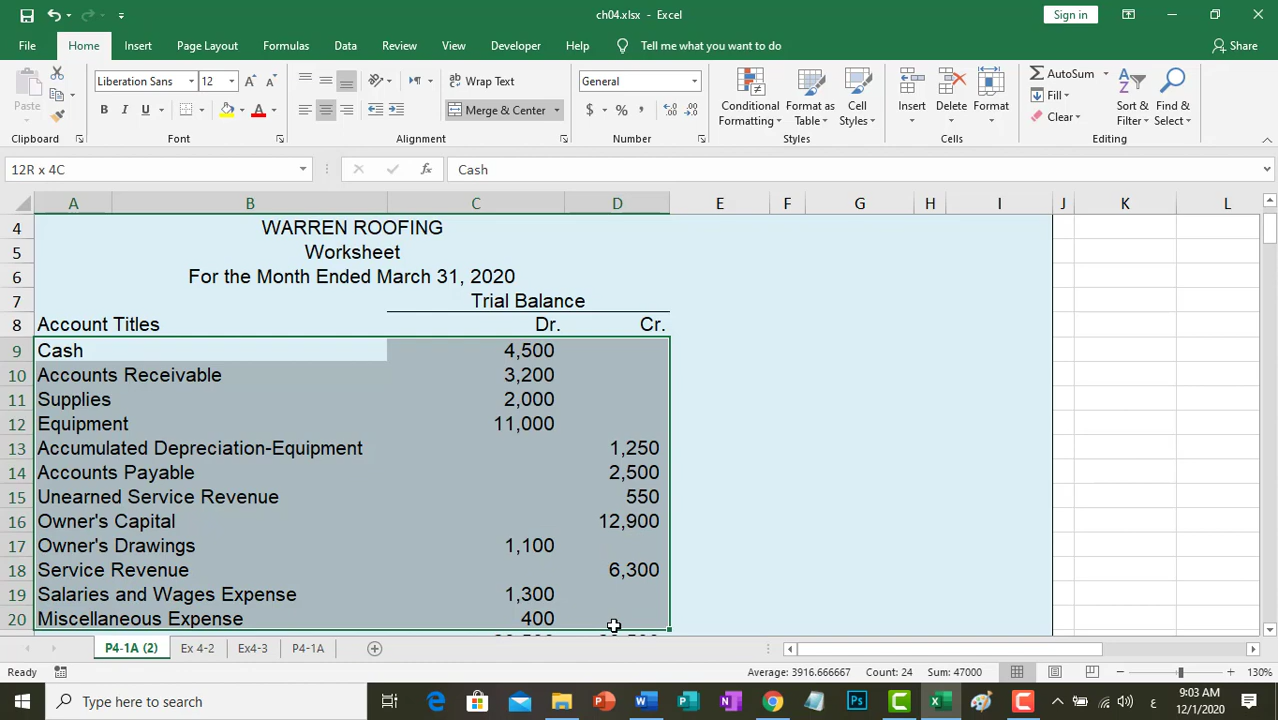 ch04.xlsx - Excel
Sign in
File Home Insert Page Layout Formulas Data Review View Developer Help Tell me what you want to do Share
Liberation Sans 12 Wrap Text General AutoSum
Paste B I U Merge & Center $ % , Conditional Formatting Format as Table Cell Styles Insert Delete Format Fill Clear Sort & Filter Find & Select
Clipboard Font Alignment Number Styles Cells Editing
12R x 4C fx Cash
A B C D E F G H I J K L
4 WARREN ROOFING
5 Worksheet
6 For the Month Ended March 31, 2020
7 Trial Balance
8 Account Titles Dr. Cr.
9 Cash 4,500
10 Accounts Receivable 3,200
11 Supplies 2,000
12 Equipment 11,000
13 Accumulated Depreciation-Equipment 1,250
14 Accounts Payable 2,500
15 Unearned Service Revenue 550
16 Owner's Capital 12,900
17 Owner's Drawings 1,100
18 Service Revenue 6,300
19 Salaries and Wages Expense 1,300
20 Miscellaneous Expense 400
P4-1A (2) Ex 4-2 Ex4-3 P4-1A
Ready Average: 3916.666667 Count: 24 Sum: 47000 130%
Type here to search ع 9:03 AM
12/1/2020